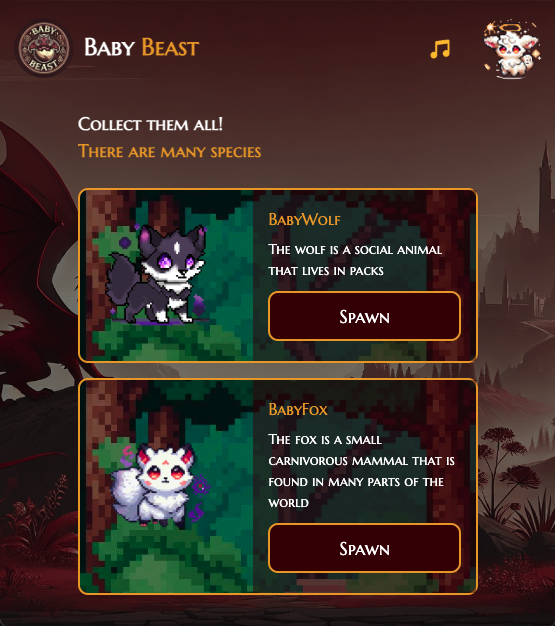 BABY
BEAST
Baby Beast
Collect them all!
There are many species
BabyWolf
The wolf is a social animal
that lives in packs
Spawn
BabyFox
The fox is a small
carnivorous mammal that is
found in many parts of the
world
Spawn